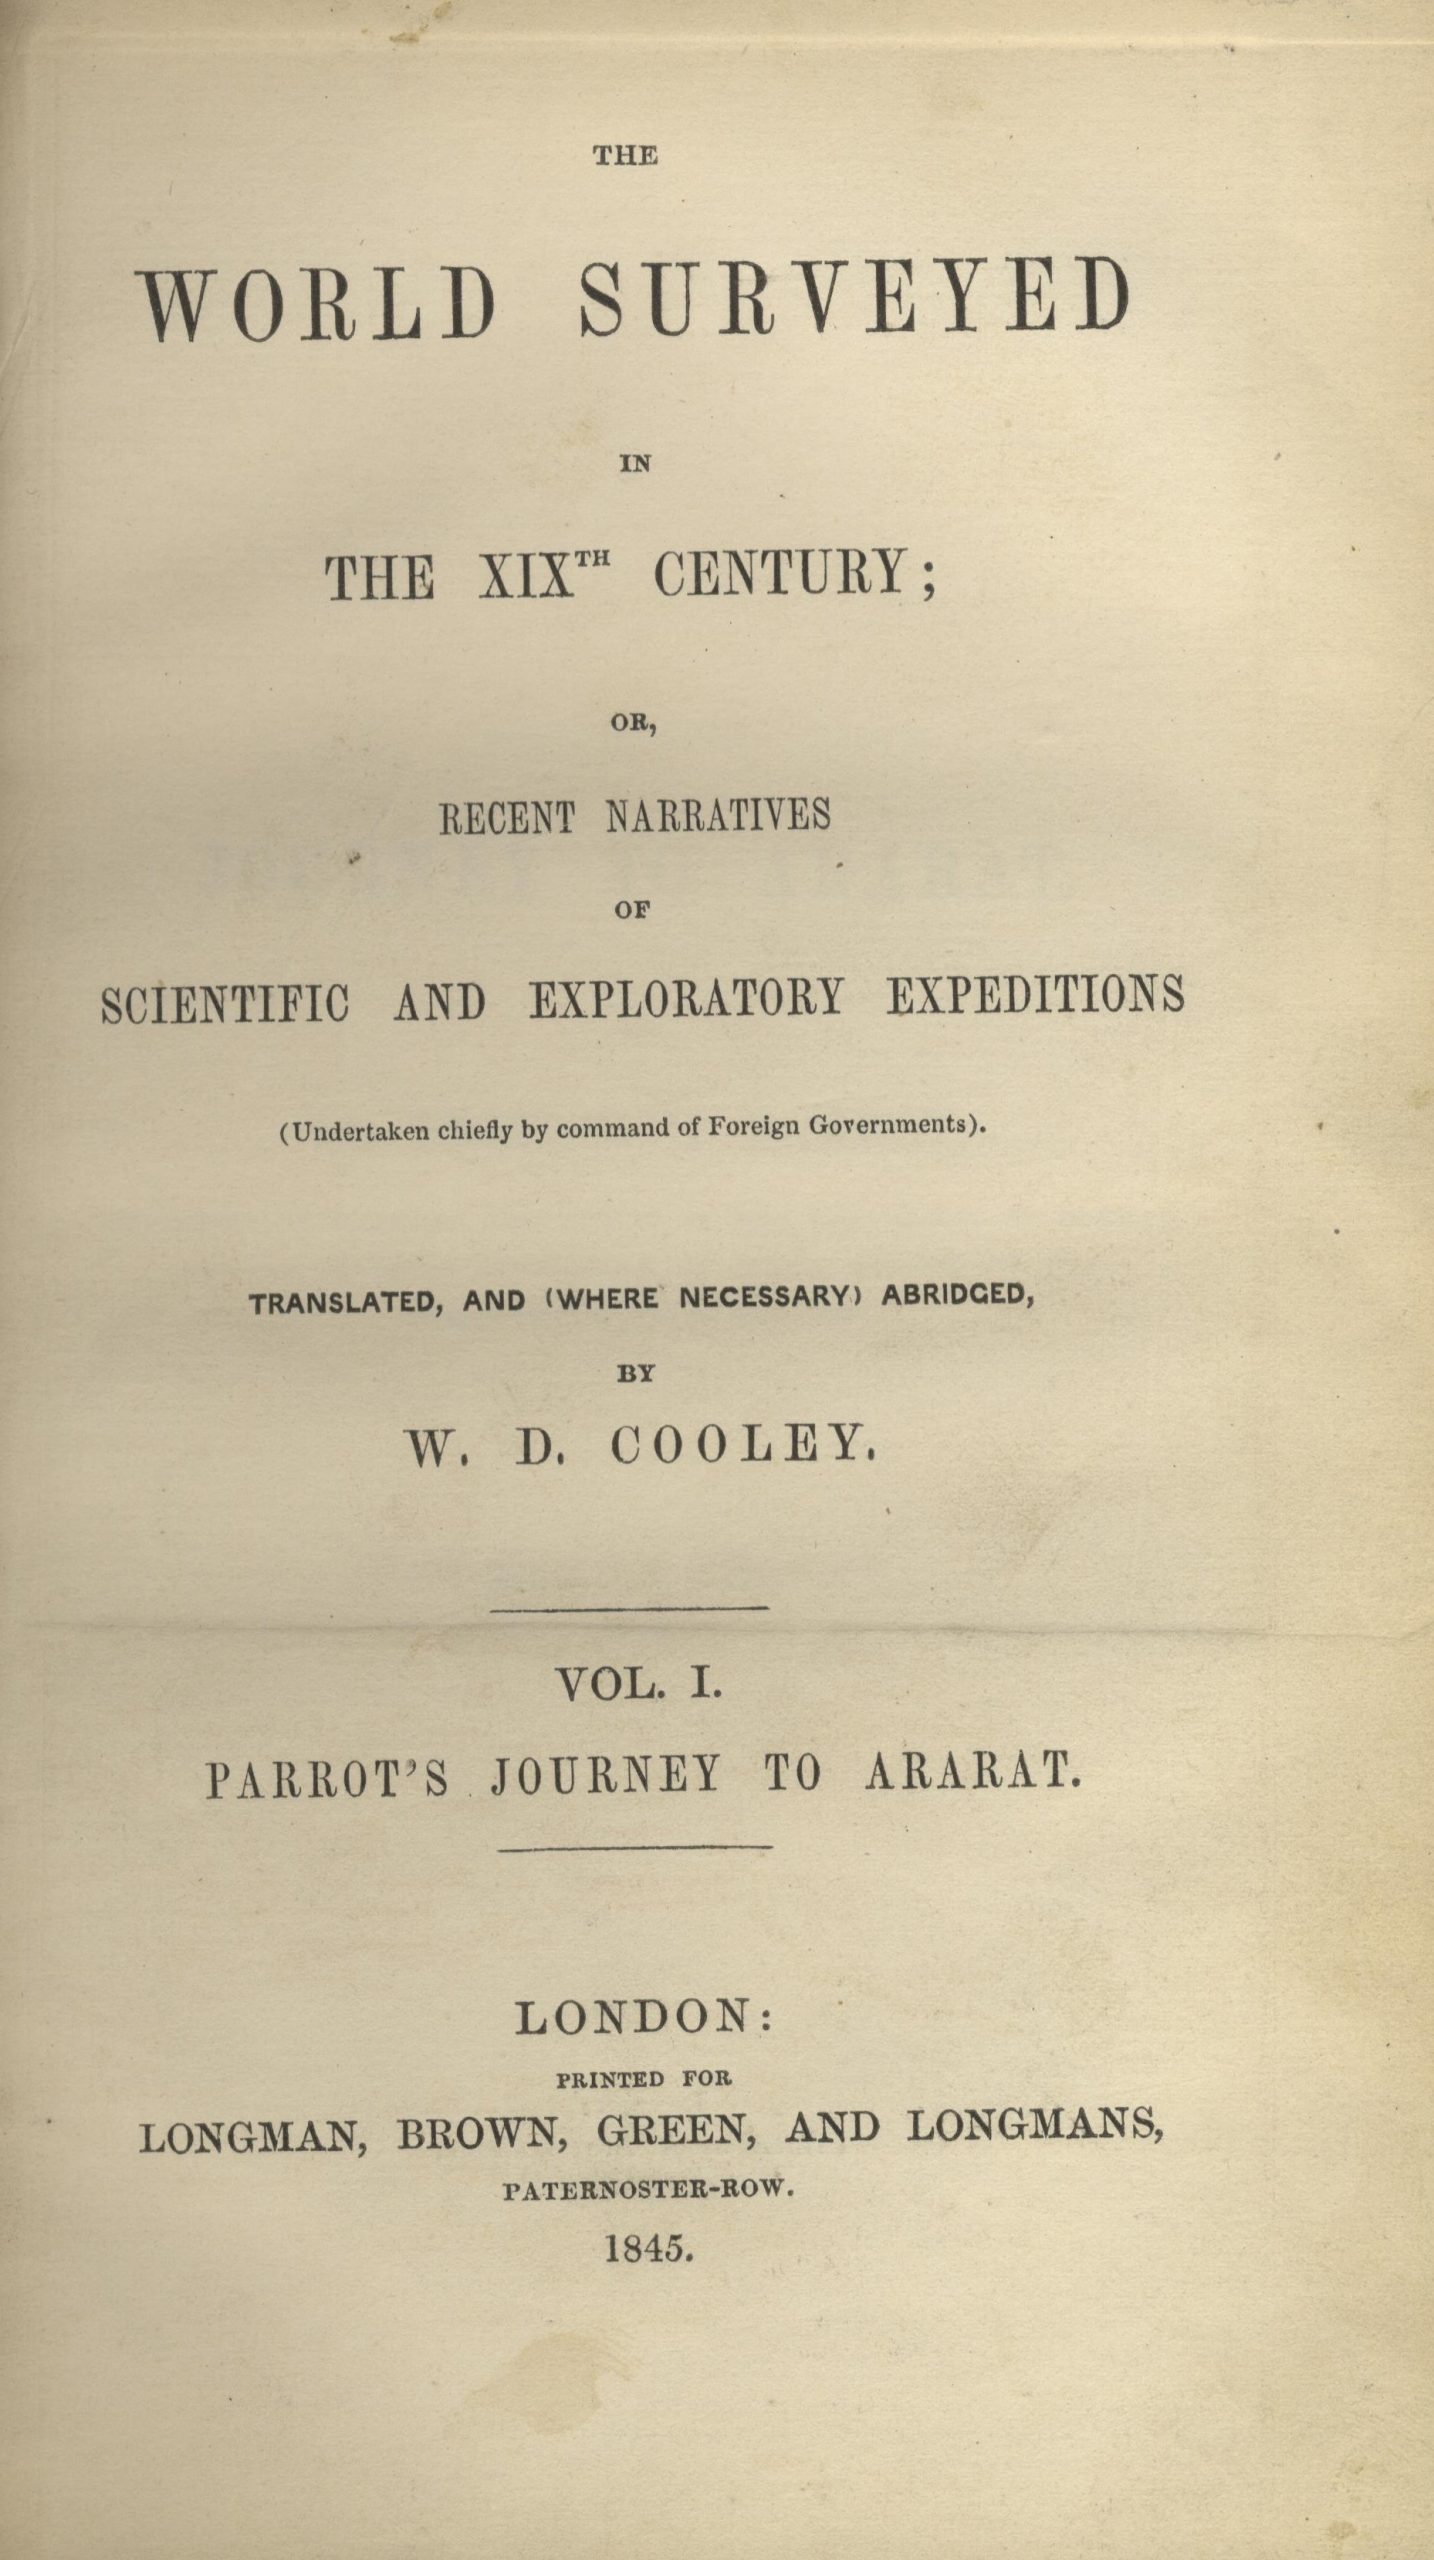 THE
WORLD SURVEYED
IN
THE XIXTH CENTURY;
OR,
RECENT NARRATIVES
OF
SCIENTIFIC AND EXPLORATORY EXPEDITIONS
(Undertaken chiefly by command of Foreign Governments).
TRANSLATED, AND (WHERE NECESSARY) ABRIDGED,
BY
W. D. COOLEY.
VOL. I.
PARROT'S JOURNEY TO ARARAT.
LONDON:
PRINTED FOR
LONGMAN, BROWN, GREEN, AND LONGMANS,
PATERNOSTER-ROW.
1845.